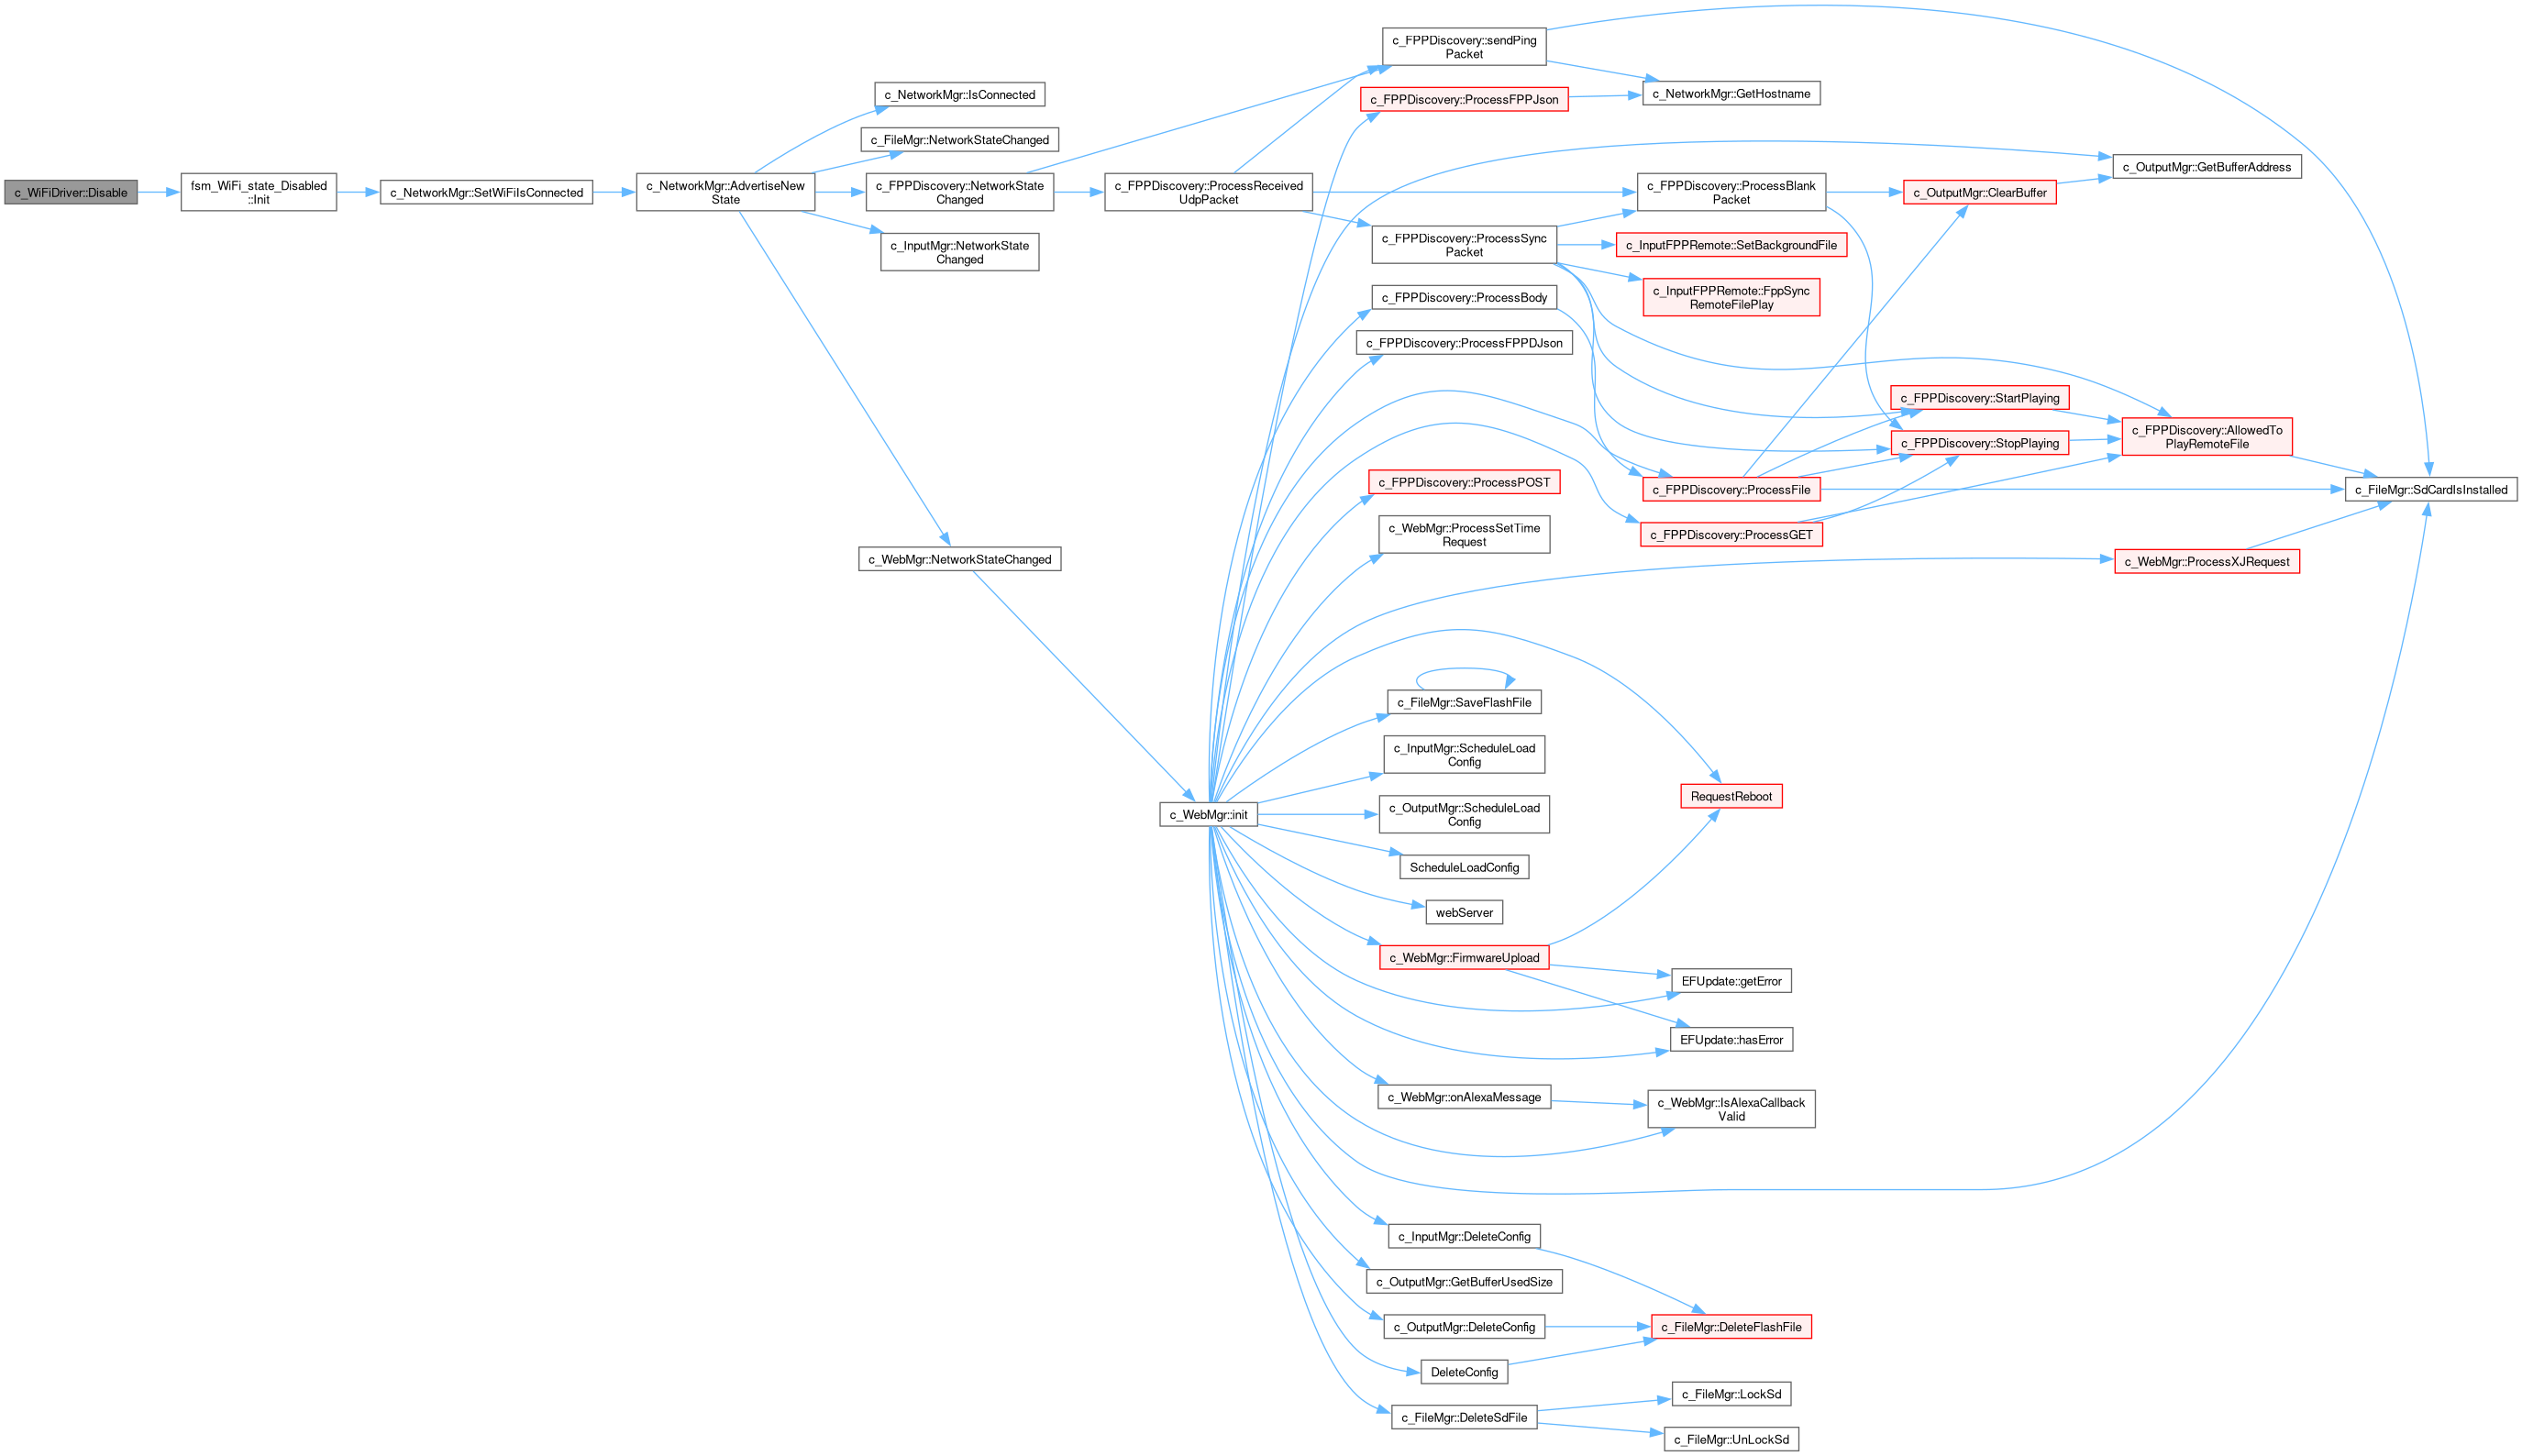 c_WiFiDriver::Disable
fsm_WiFi_state_Disabled
::Init
c_NetworkMgr::SetWiFiIsConnected
c_NetworkMgr::AdvertiseNew
State
c_NetworkMgr::IsConnected
c_FileMgr::NetworkStateChanged
c_FPPDiscovery::NetworkState
Changed
c_InputMgr::NetworkState
Changed
c_WebMgr::NetworkStateChanged
c_FPPDiscovery::ProcessReceived
UdpPacket
c_WebMgr::init
c_FPPDiscovery::sendPing
Packet
c_FPPDiscovery::ProcessFPPJson
c_FPPDiscovery::ProcessSync
Packet
c_FPPDiscovery::ProcessBody
c_FPPDiscovery::ProcessFPPDJson
c_FPPDiscovery::ProcessPOST
c_WebMgr::ProcessSetTime
Request
c_FileMgr::SaveFlashFile
c_InputMgr::ScheduleLoad
Config
c_OutputMgr::ScheduleLoad
Config
ScheduleLoadConfig
webServer
c_WebMgr::FirmwareUpload
c_WebMgr::onAlexaMessage
c_InputMgr::DeleteConfig
c_OutputMgr::GetBufferUsedSize
c_OutputMgr::DeleteConfig
DeleteConfig
c_FileMgr::DeleteSdFile
c_NetworkMgr::GetHostname
c_FPPDiscovery::ProcessBlank
Packet
c_InputFPPRemote::SetBackgroundFile
c_InputFPPRemote::FppSync
RemoteFilePlay
c_FPPDiscovery::ProcessFile
c_FPPDiscovery::ProcessGET
RequestReboot
EFUpdate::getError
EFUpdate::hasError
c_WebMgr::IsAlexaCallback
Valid
c_FileMgr::DeleteFlashFile
c_FileMgr::LockSd
c_FileMgr::UnLockSd
c_OutputMgr::ClearBuffer
c_FPPDiscovery::StartPlaying
c_FPPDiscovery::StopPlaying
c_OutputMgr::GetBufferAddress
c_FPPDiscovery::AllowedTo
PlayRemoteFile
c_WebMgr::ProcessXJRequest
c_FileMgr::SdCardIsInstalled